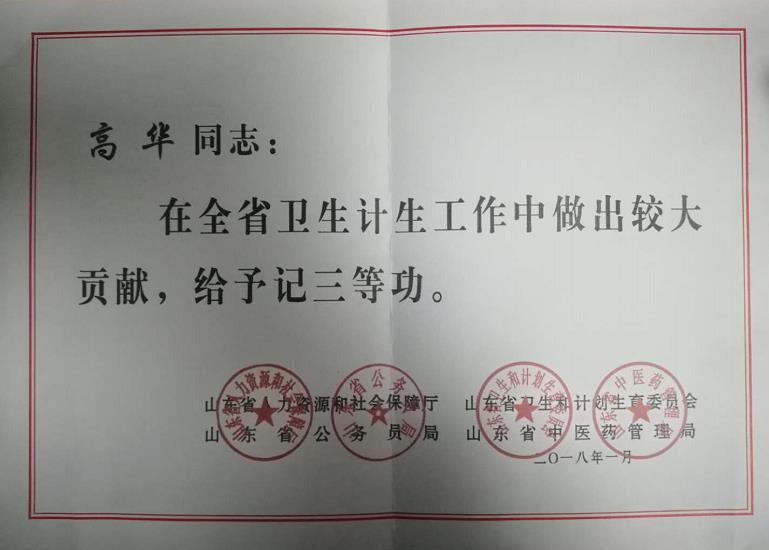 高华 同志：
在全省卫生计生工作中做出较大
贡献，给予记三等功。
山东省人力资源和社会保障厅 山东省卫生和计划生育委员会
山东省公务员局 山东省中医药管理局
二〇一八年一月